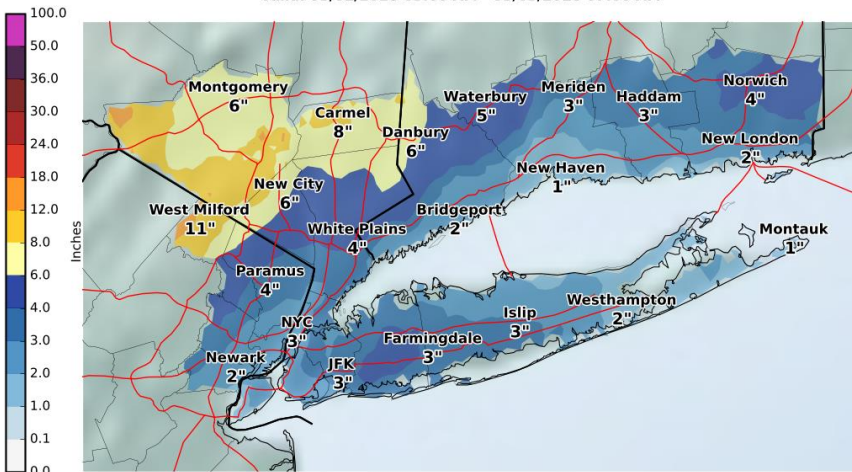 100.0
50.0
36.0
30.0
24.0
18.0
12.0
8.0
6.0
4.0
3.0
2.0
1.0
0.1
0.0
Inches
Montgomery
6"
Carmel
8"
Danbury
6"
Waterbury
5"
Meriden
3"
Haddam
3"
Norwich
4"
New London
2"
New Haven
1"
New City
6"
West Milford
11"
White Plains
4"
Bridgeport
2"
Montauk
1"
Paramus
4"
NYC
3"
Islip
3"
Westhampton
2"
Farmingdale
3"
Newark
2"
JFK
3"